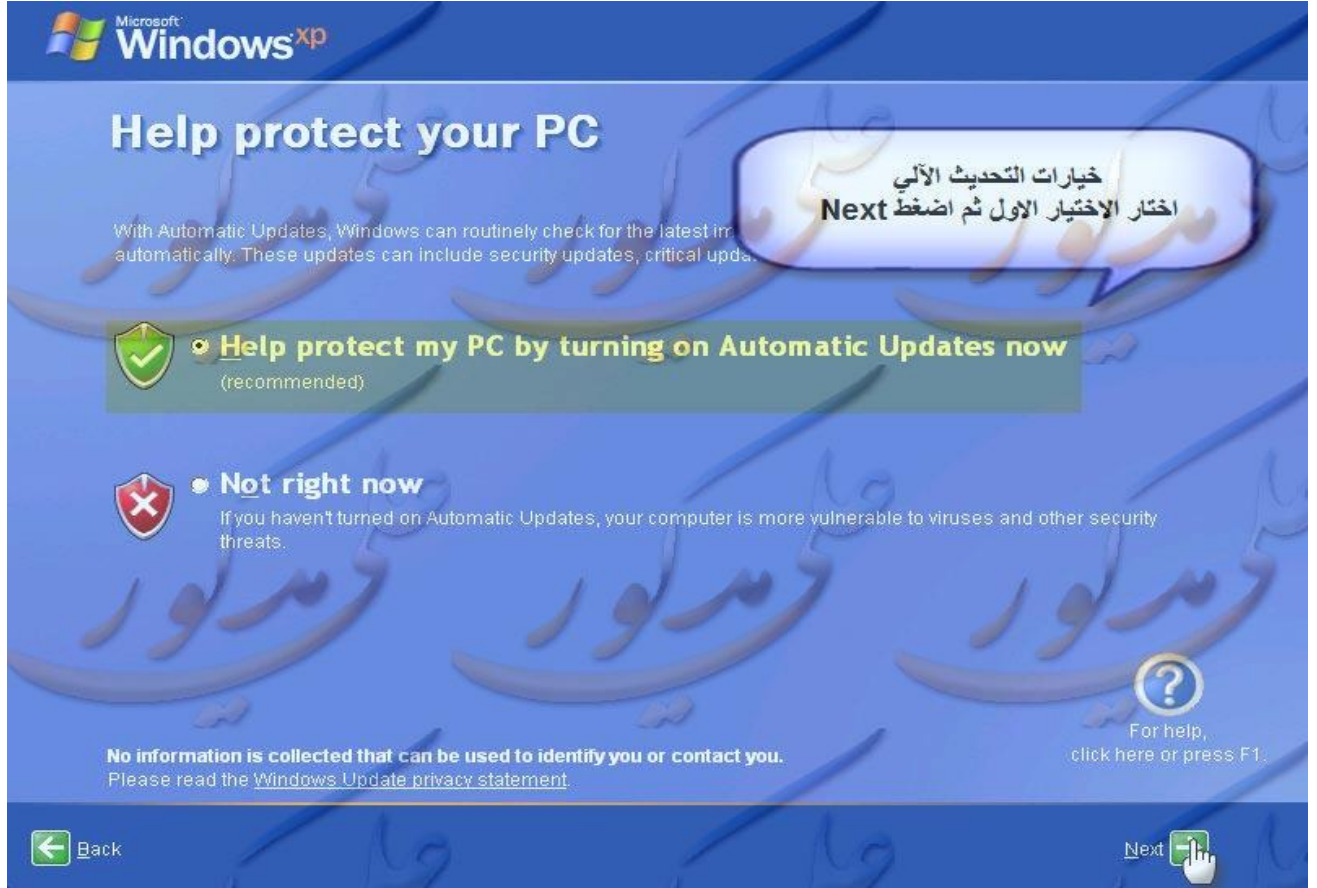 Microsoft
Windows xp
Help protect your PC
خيارات التحديث الآلي
اختار الاختيار الاول ثم اضغط Next
With Automatic Updates, Windows can routinely check for the latest im
automatically. These updates can include security updates, critical upda
Help protect my PC by turning on Automatic Updates now
(recommended)
Not right now
If you haven't turned on Automatic Updates, your computer is more vulnerable to viruses and other security
threats.
For help,
click here or press F1.
No information is collected that can be used to identify you or contact you.
Please read the Windows Update privacy statement.
Back
Next